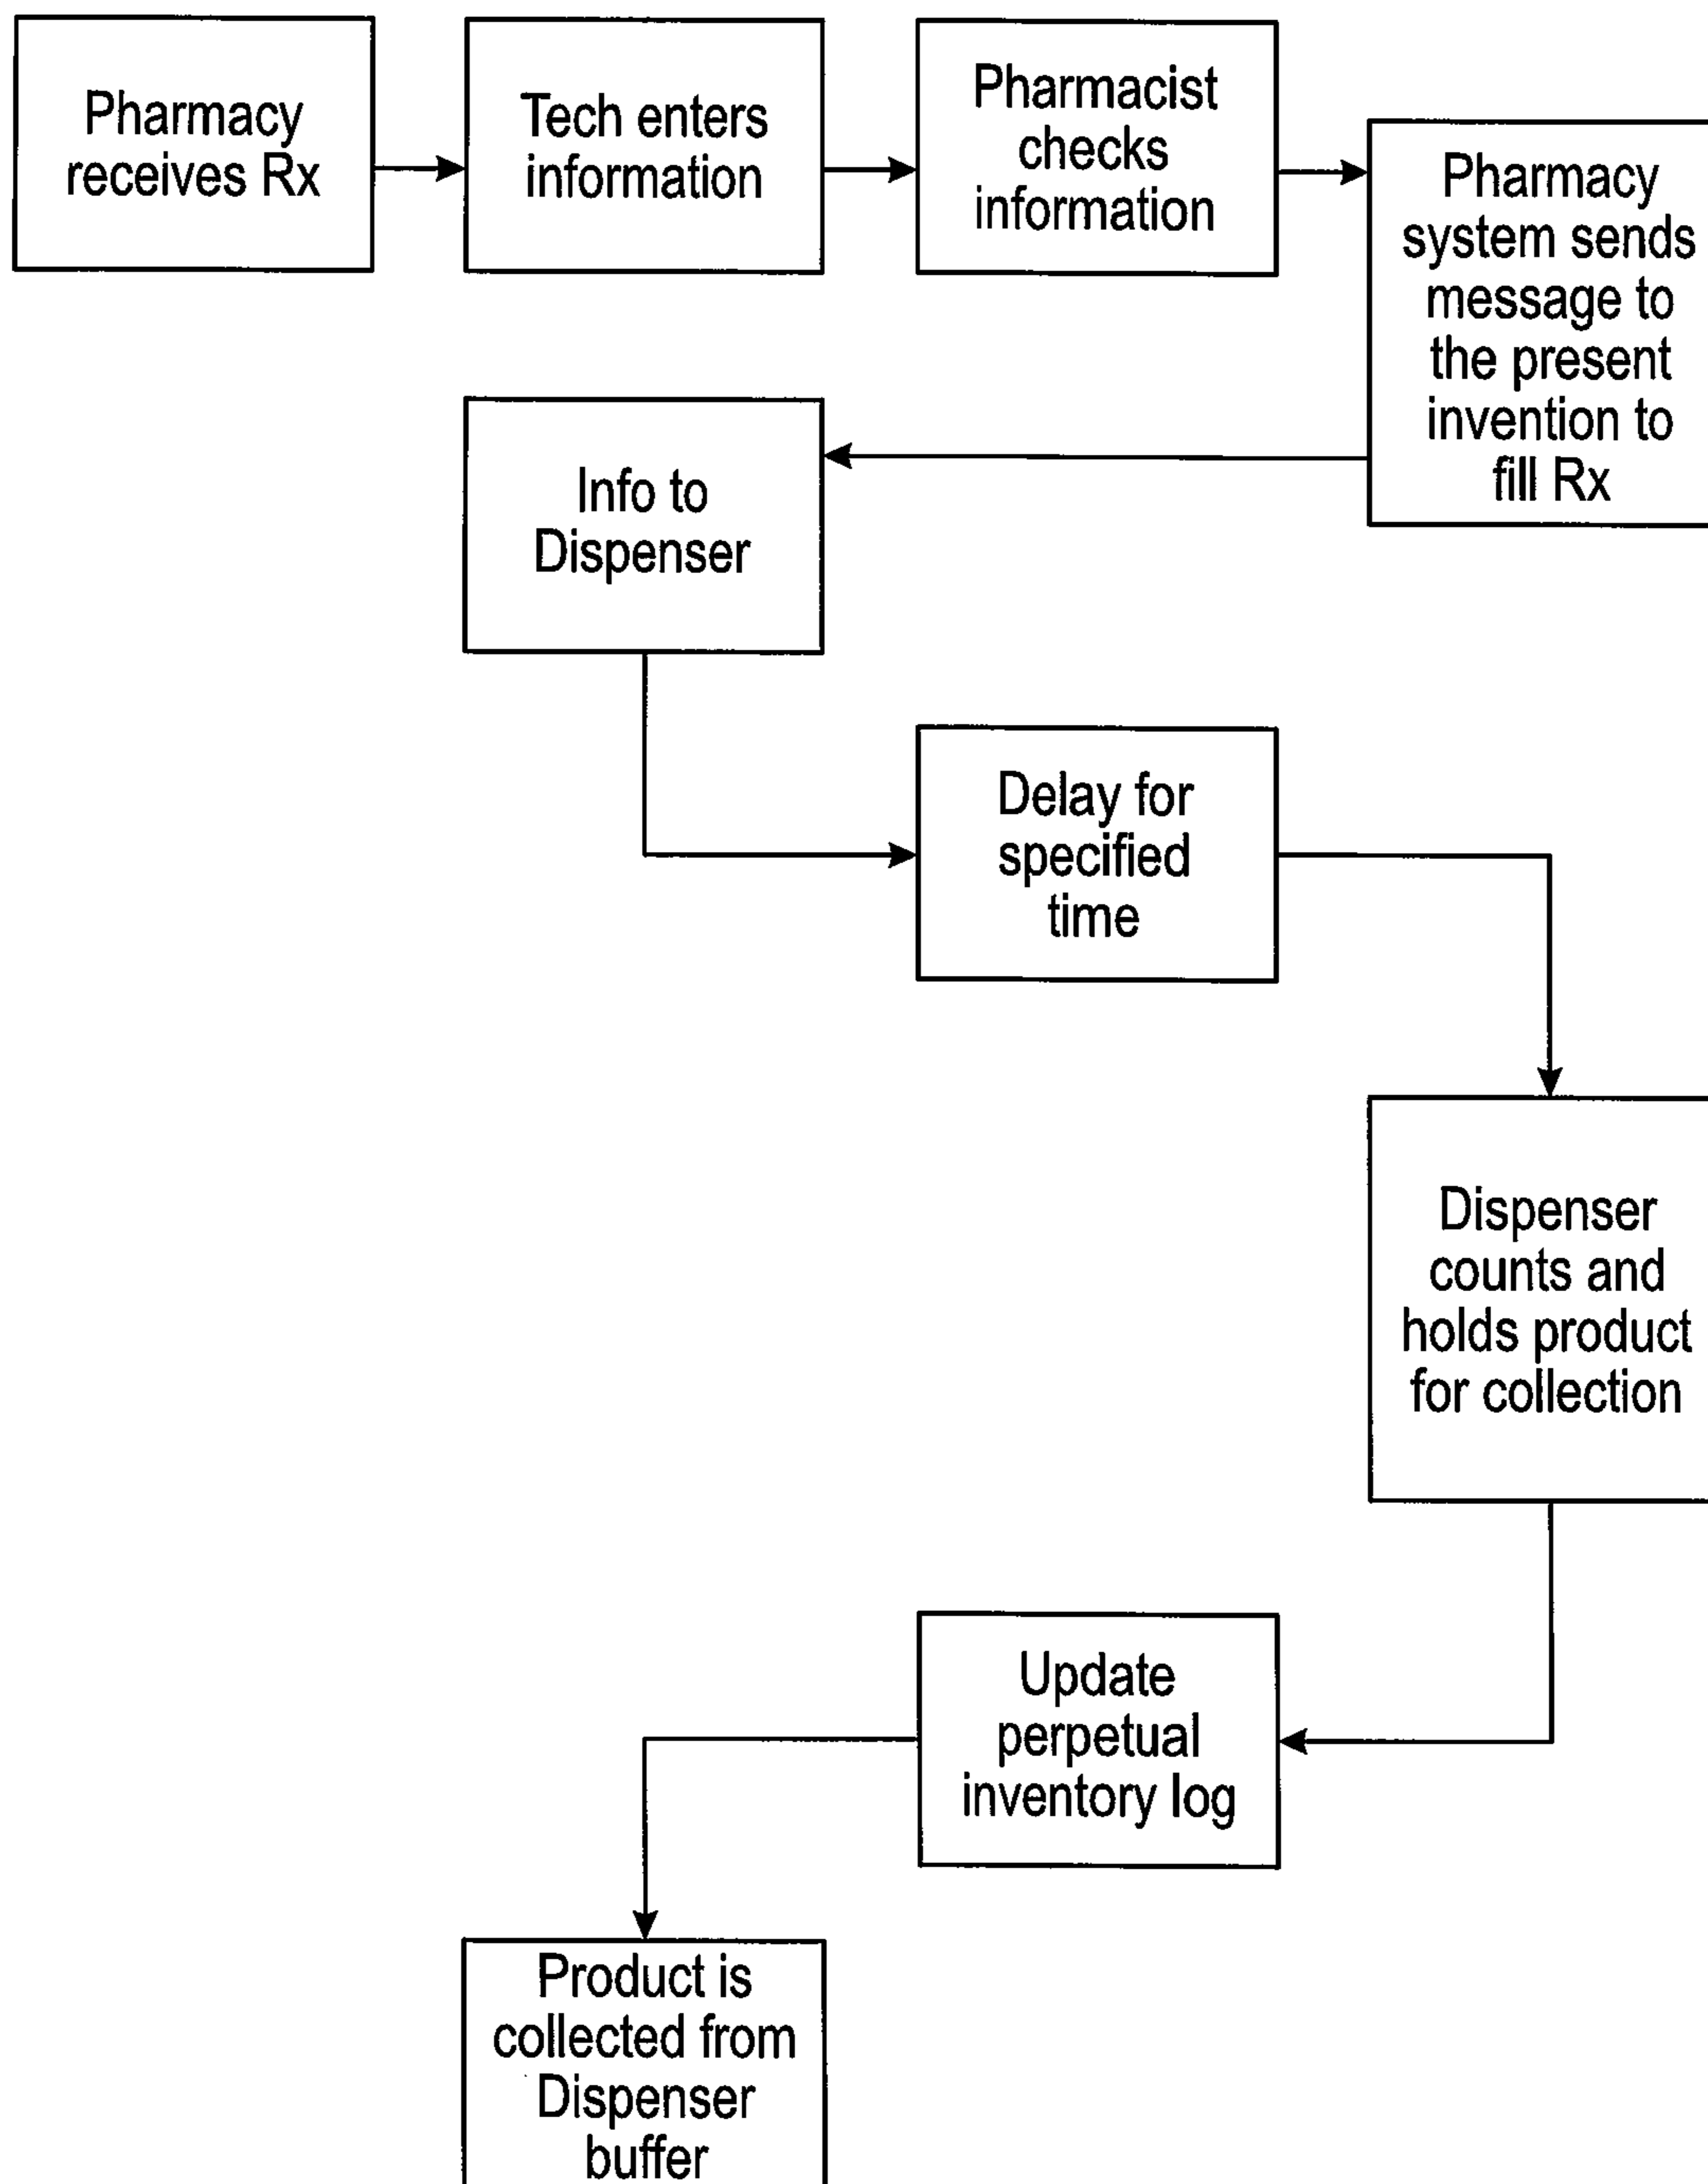 Pharmacy
receives Rx
Tech enters
information
Pharmacist
checks
information
Pharmacy
system sends
message to
the present
invention to
fill Rx
Info to
Dispenser
Delay for
specified
time
Dispenser
counts and
holds product
for collection
Update
perpetual
inventory log
Product is
collected from
Dispenser
buffer